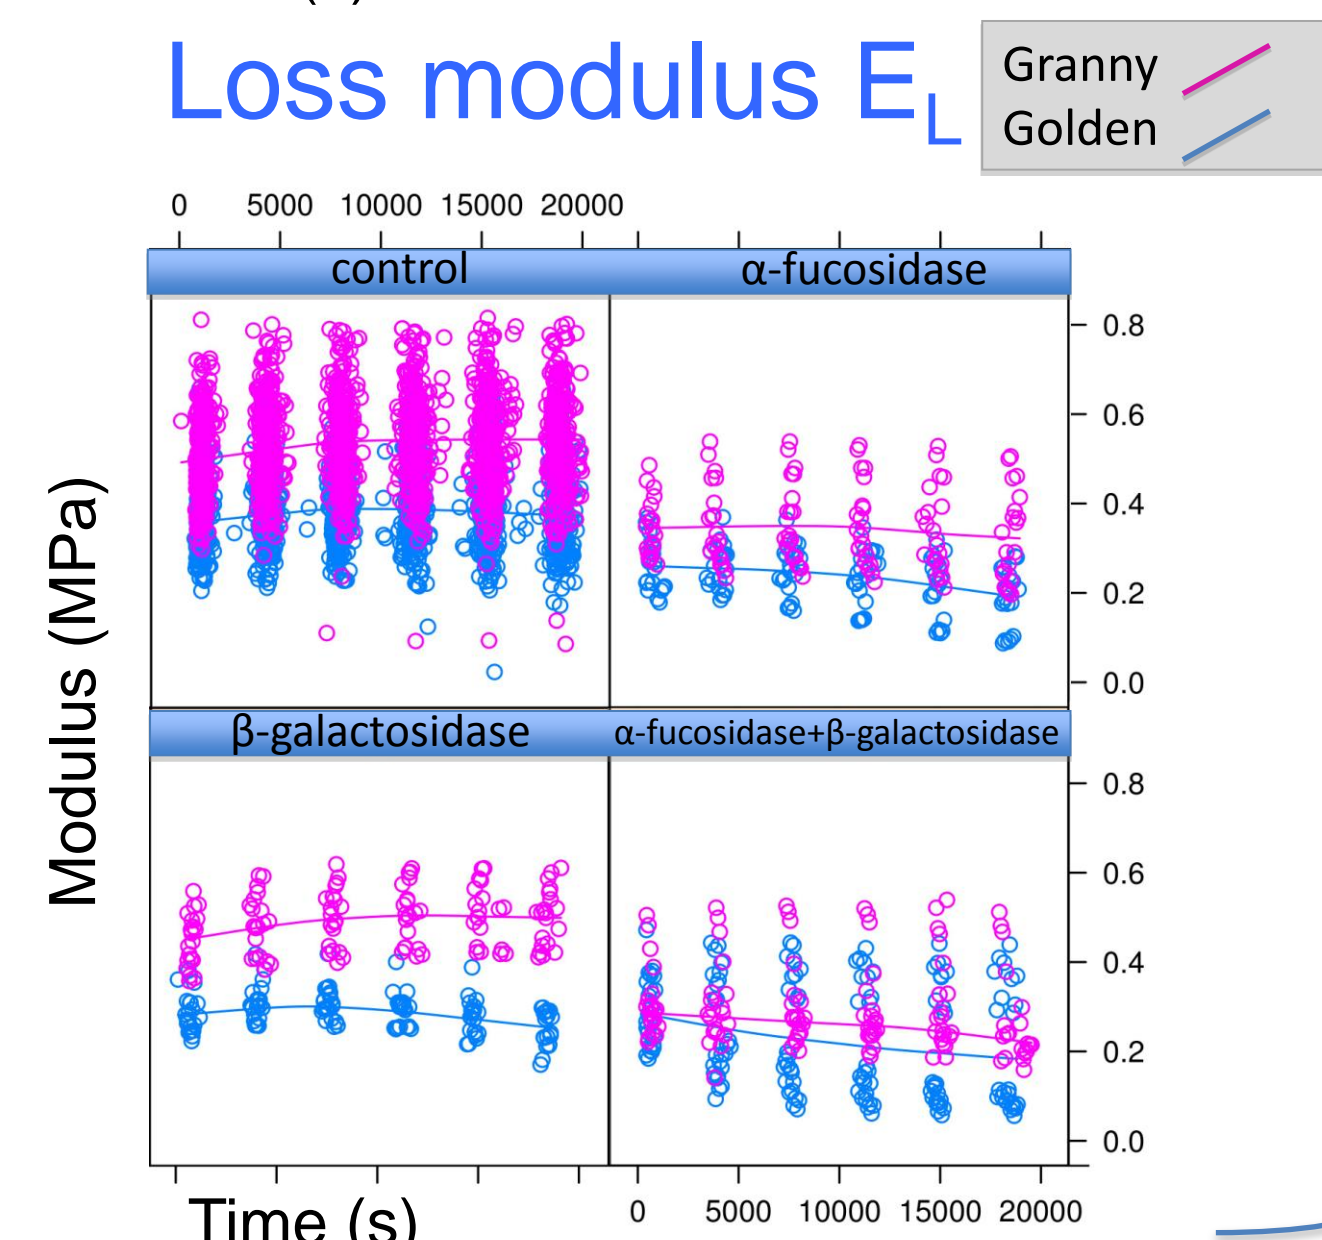 Loss modulus E_L
Granny
Golden
0 5000 10000 15000 20000
control
α-fucosidase
0.8
0.6
0.4
0.2
0.0
Modulus (MPa)
β-galactosidase
α-fucosidase+β-galactosidase
0.8
0.6
0.4
0.2
0.0
Time (s)
0 5000 10000 15000 20000